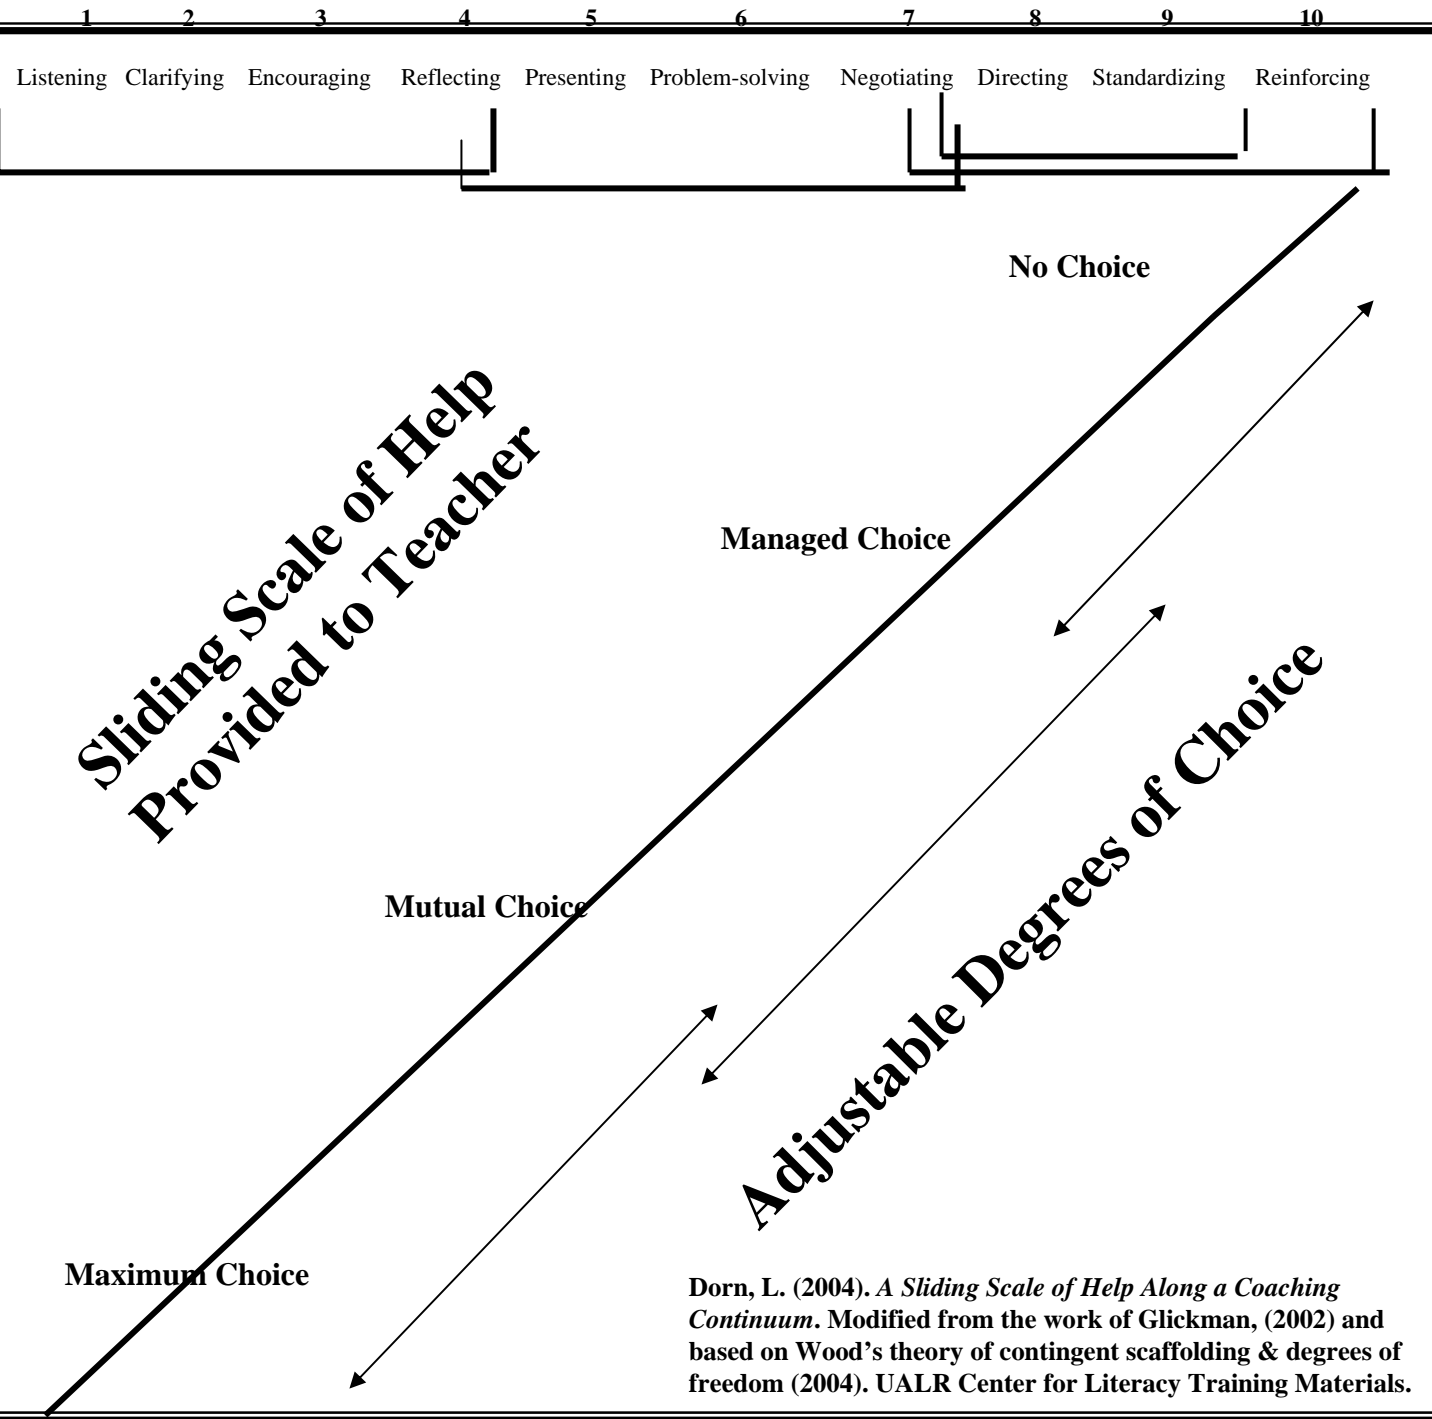 1 2 3 4 5 6 7 8 9 10
Listening Clarifying Encouraging Reflecting Presenting Problem-solving Negotiating Directing Standardizing Reinforcing
No Choice
Sliding Scale of Help
Provided to Teacher
Managed Choice
Adjustable Degrees of Choice
Mutual Choice
Maximum Choice
Dorn, L. (2004). A Sliding Scale of Help Along a Coaching
Continuum. Modified from the work of Glickman, (2002) and
based on Wood’s theory of contingent scaffolding & degrees of
freedom (2004). UALR Center for Literacy Training Materials.